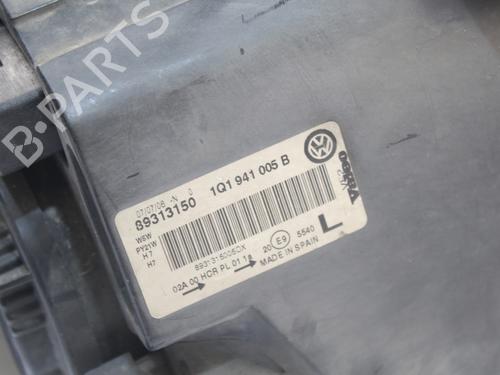 B-PARTS
07/07/06 -N 0
89313150 1Q1 941 005 B
W5W
PY21W
H7
H7
02A 00 HCR PL 01 12
20 E9 5540
MADE IN SPAIN
L
Valeo